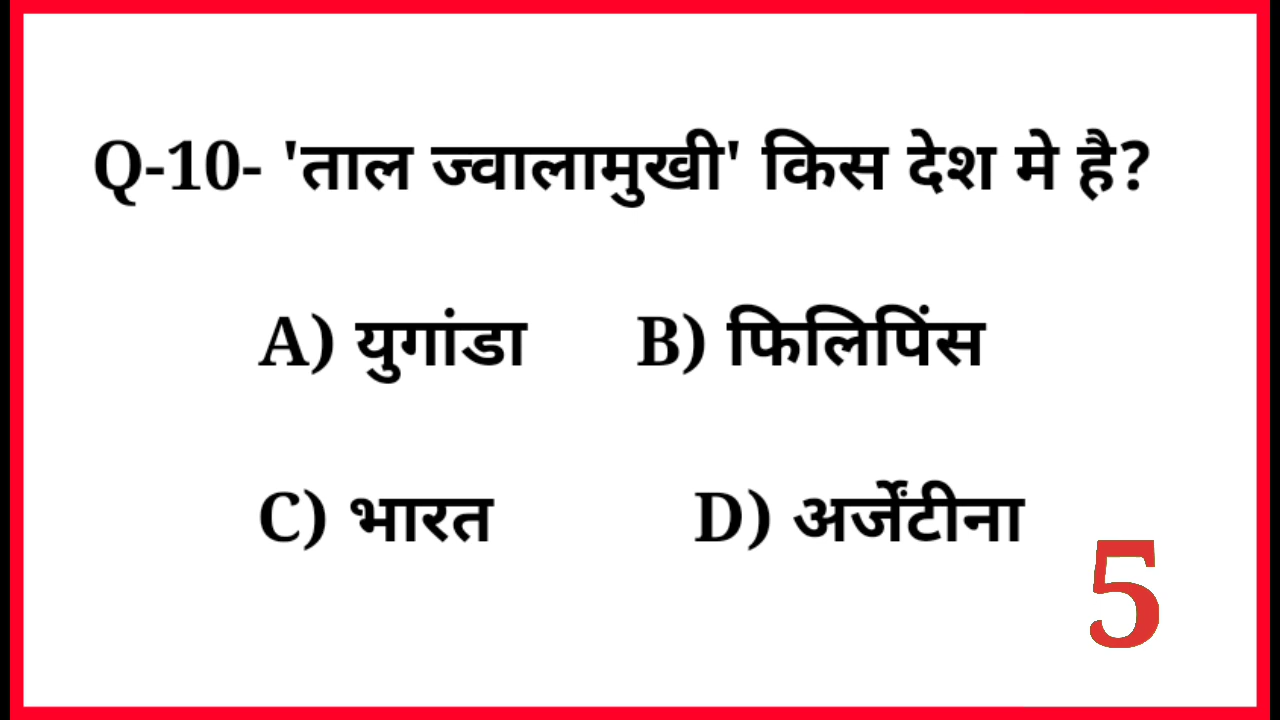 Q-10- 'ताल ज्वालामुखी' किस देश मे है?
A) युगांडा B) फिलिपिंस
C) भारत D) अर्जेंटीना
5